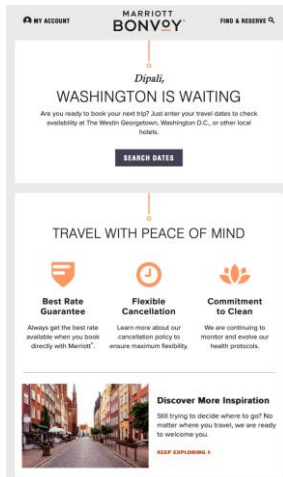 MY ACCOUNT
MARRIOTT
BONVOY
FIND & RESERVE
Dipali,
WASHINGTON IS WAITING
Are you ready to book your next trip? Just enter your travel dates to check
availability at The Westin Georgetown, Washington D.C., or other local
hotels.
SEARCH DATES
TRAVEL WITH PEACE OF MIND
Best Rate
Guarantee
Always get the best rate
available when you book
directly with Marriott*.
Flexible
Cancellation
Learn more about our
cancellation policy to
ensure maximum flexibility.
Commitment
to Clean
We are continuing to
monitor and evolve our
health protocols.
Discover More Inspiration
Still trying to decide where to go? No
matter where you travel, we are ready
to welcome you.
KEEP EXPLORING ›